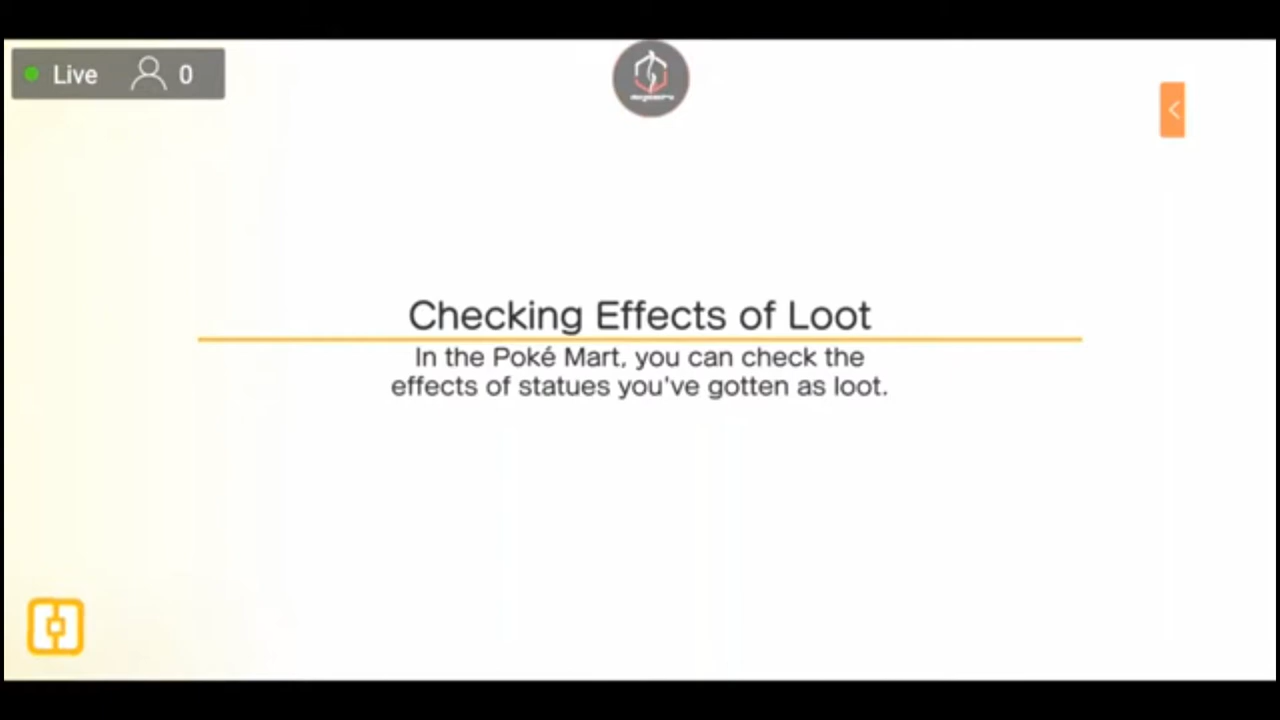 Live 0
Checking Effects of Loot
In the Poké Mart, you can check the
effects of statues you've gotten as loot.